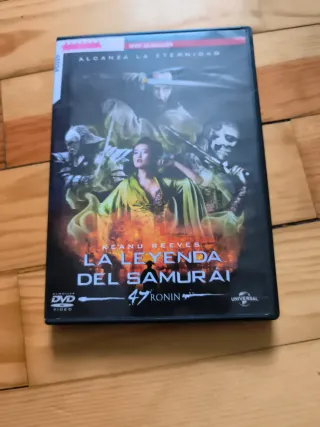 ALCANZA LA ETERNIDAD
KEANU REEVES
LA LEYENDA
DEL SAMURAI
47 RONIN
DVD
VIDEO
UNIVERSAL